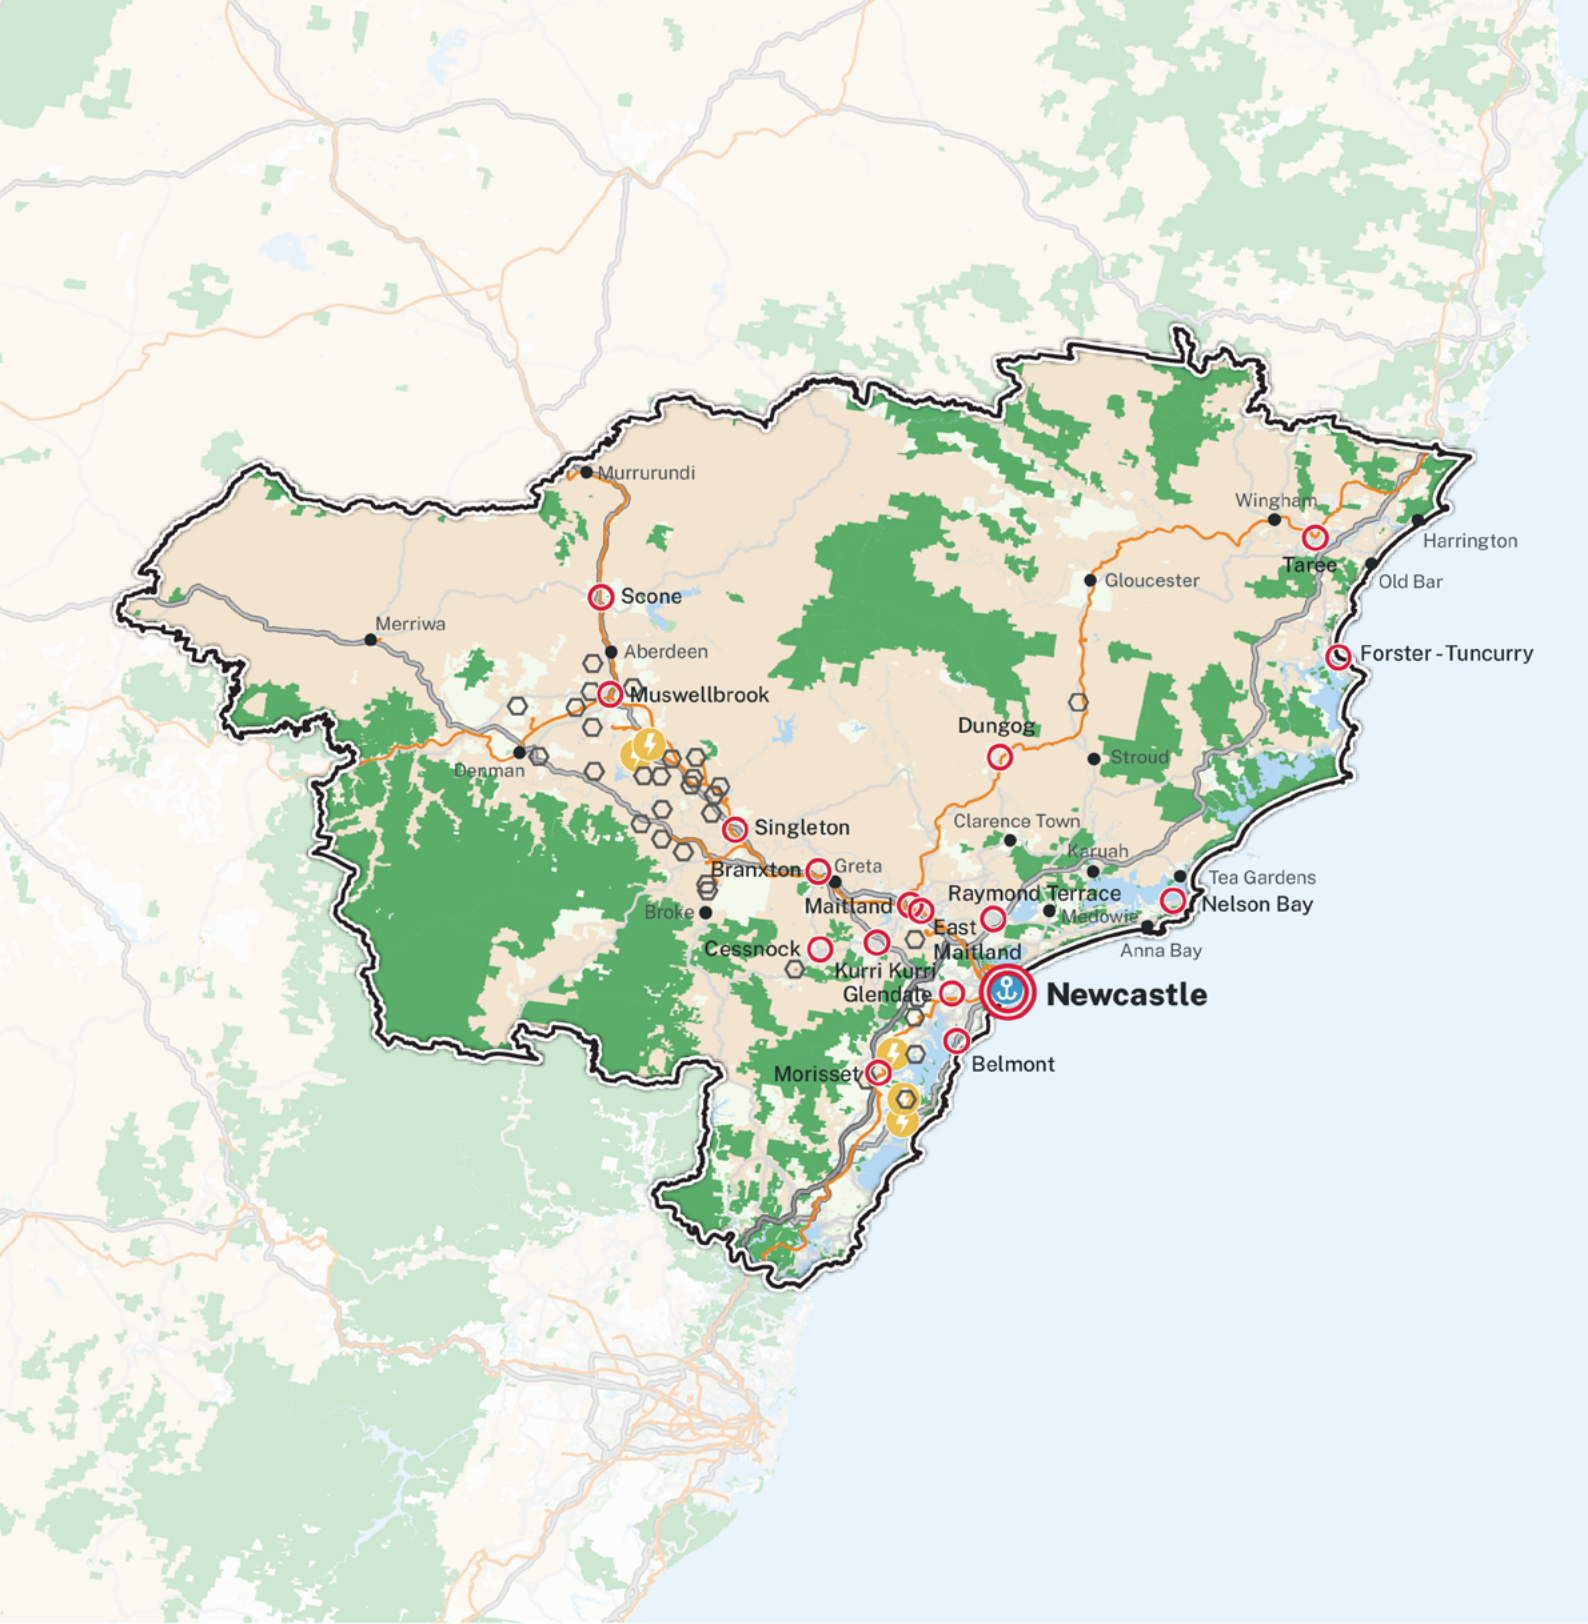 Murrurundi
Wingham
Harrington
Taree
Gloucester
Old Bar
Scone
Merriwa
Aberdeen
Forster - Tuncurry
Muswellbrook
Dungog
Stroud
Denman
Clarence Town
Singleton
Karuah
Branxton
Greta
Tea Gardens
Raymond Terrace
Nelson Bay
Maitland
Broke
Medowie
East
Maitland
Anna Bay
Cessnock
Kurri Kurri
Glendale
Newcastle
Belmont
Morisset